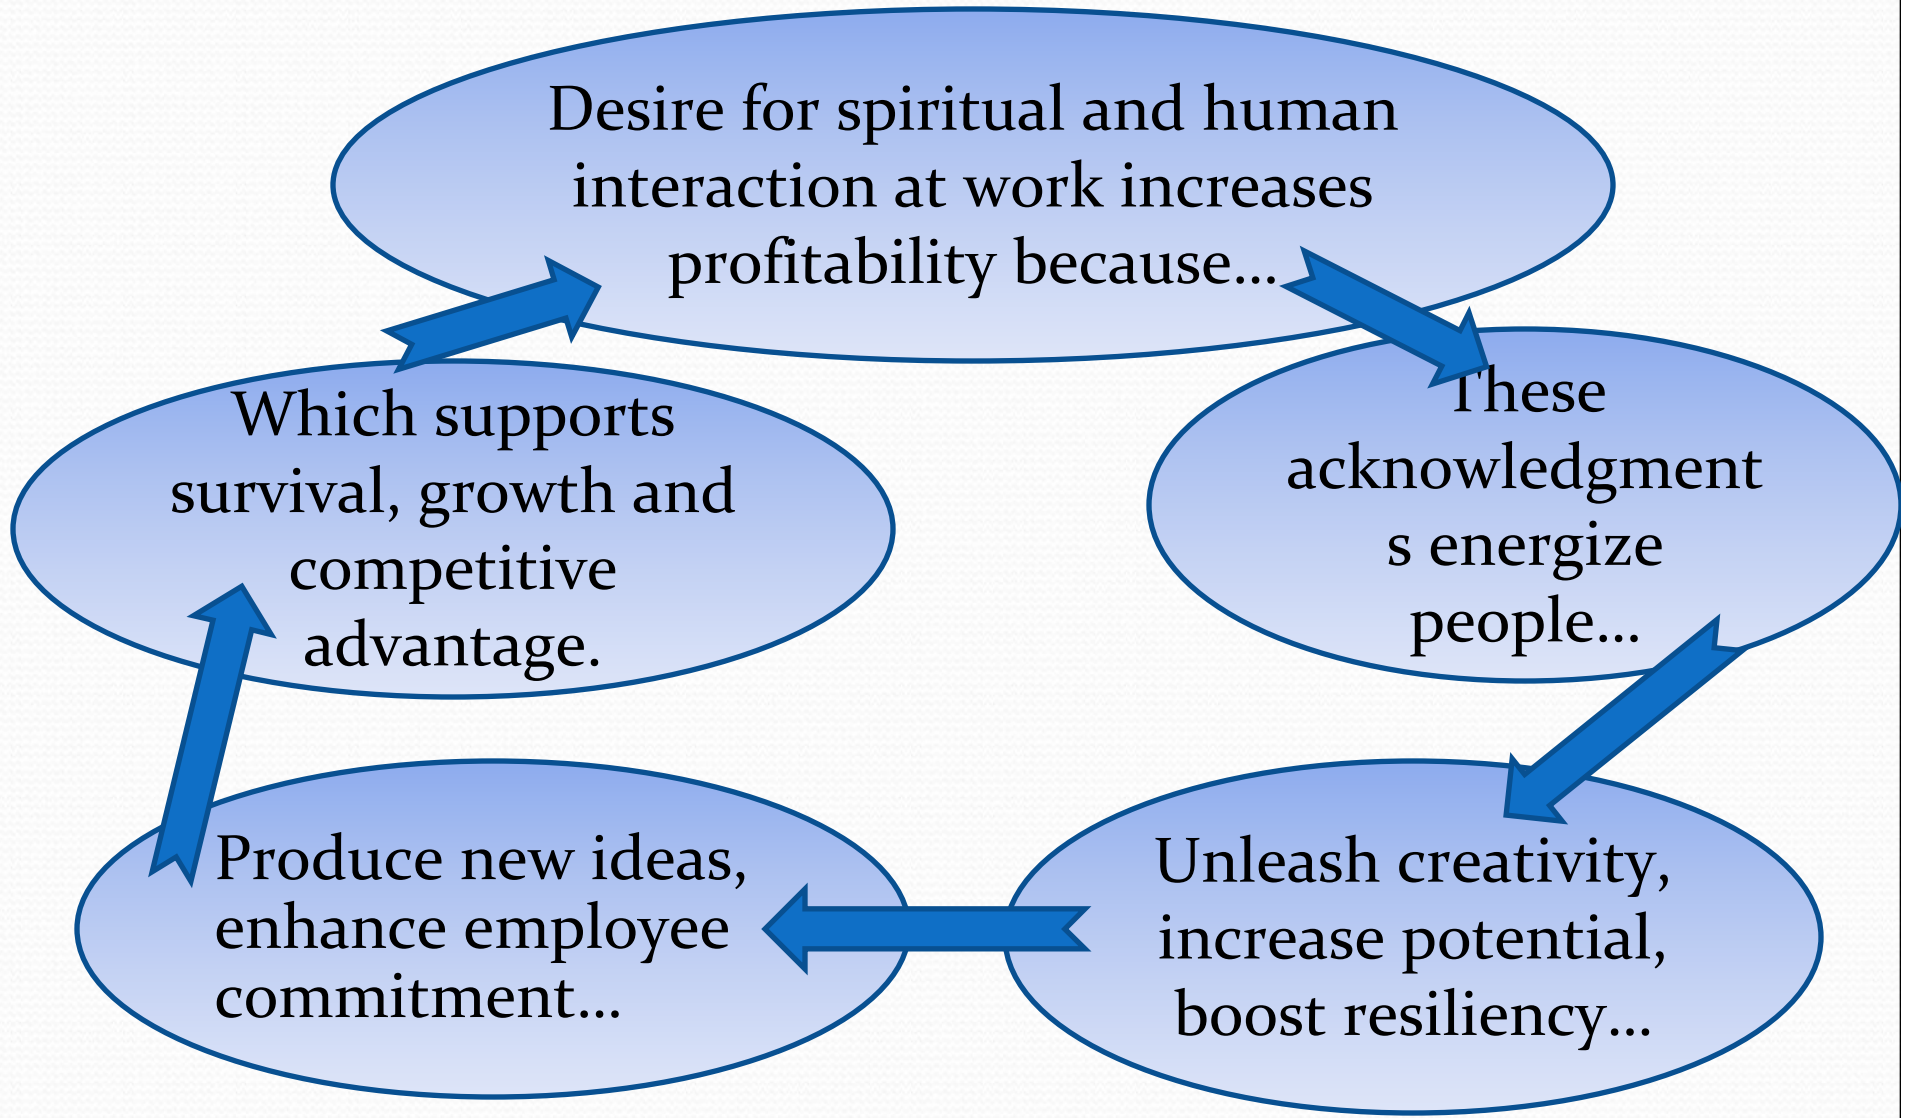 Desire for spiritual and human
interaction at work increases
profitability because…
These
acknowledgment
s energize
people…
Unleash creativity,
increase potential,
boost resiliency…
Produce new ideas,
enhance employee
commitment…
Which supports
survival, growth and
competitive
advantage.